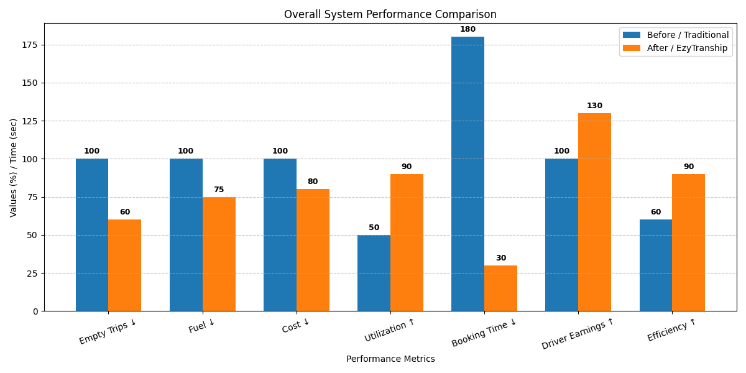 Overall System Performance Comparison
Before / Traditional
After / EzyTranship
Values (%) / Time (sec)
175
150
125
100
75
50
25
0
100
60
100
75
100
80
50
90
180
30
100
130
60
90
Empty Trips ↓
Fuel ↓
Cost ↓
Utilization ↑
Booking Time ↓
Driver Earnings ↑
Efficiency ↑
Performance Metrics